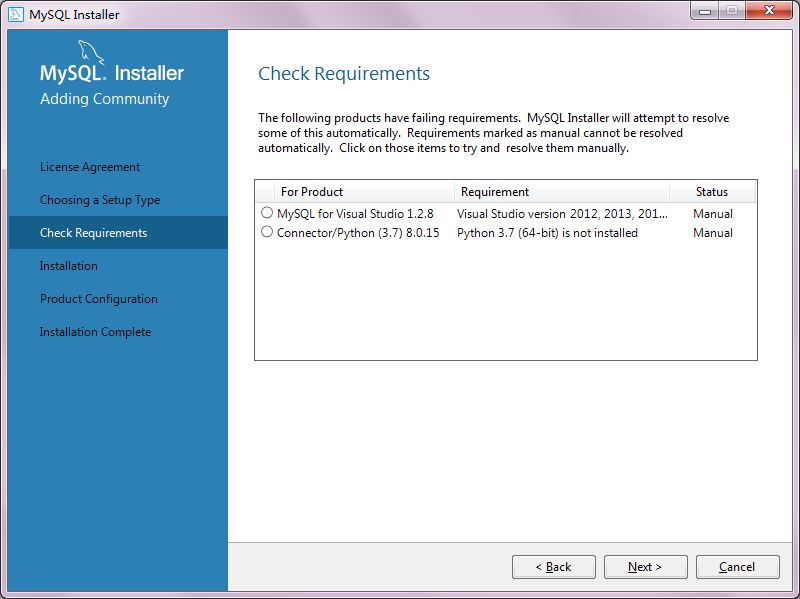 MySQL Installer
MySQL. Installer
Adding Community
License Agreement
Choosing a Setup Type
Check Requirements
Installation
Product Configuration
Installation Complete
Check Requirements
The following products have failing requirements. MySQL Installer will attempt to resolve
some of this automatically. Requirements marked as manual cannot be resolved
automatically. Click on those items to try and resolve them manually.
For Product Requirement Status
MySQL for Visual Studio 1.2.8 Visual Studio version 2012, 2013, 201... Manual
Connector/Python (3.7) 8.0.15 Python 3.7 (64-bit) is not installed Manual
< Back Next > Cancel